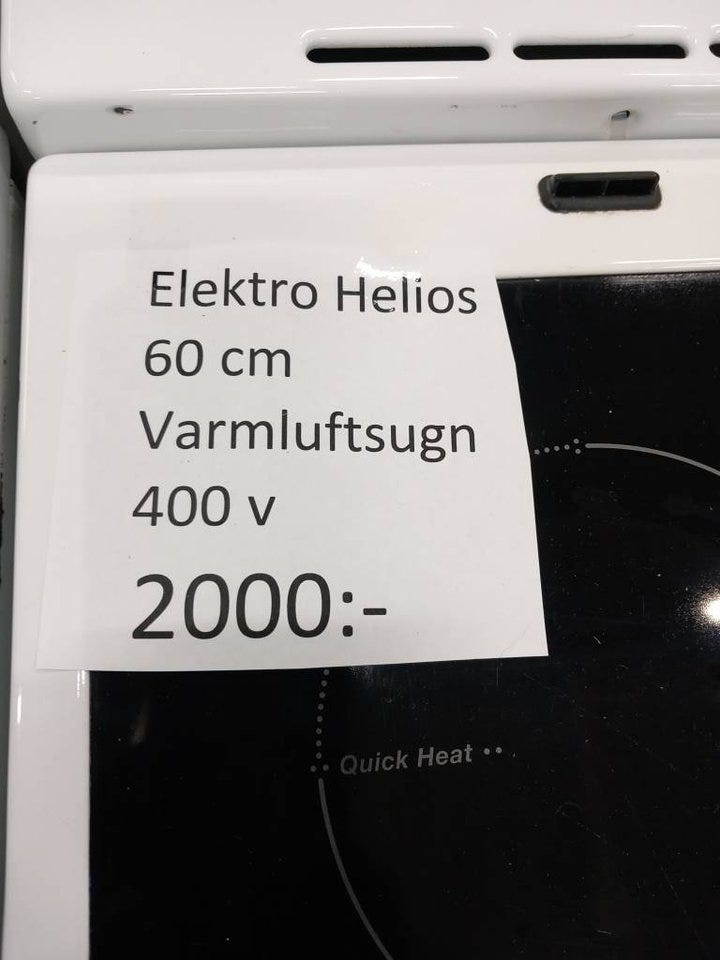 Elektro Helios
60 cm
Varmluftsugn
400 v
2000:-
Quick Heat